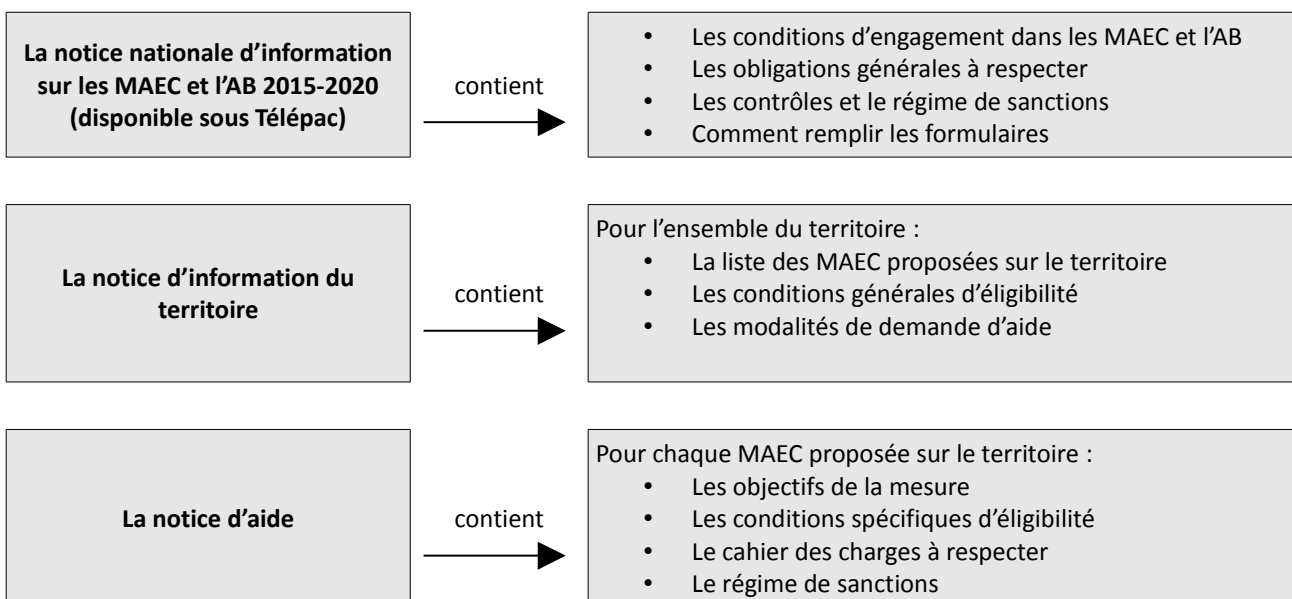 La notice nationale d’information
sur les MAEC et l’AB 2015-2020
(disponible sous Télépac)
contient
• Les conditions d’engagement dans les MAEC et l’AB
• Les obligations générales à respecter
• Les contrôles et le régime de sanctions
• Comment remplir les formulaires
La notice d’information du
territoire
contient
Pour l’ensemble du territoire :
• La liste des MAEC proposées sur le territoire
• Les conditions générales d’éligibilité
• Les modalités de demande d’aide
La notice d’aide
contient
Pour chaque MAEC proposée sur le territoire :
• Les objectifs de la mesure
• Les conditions spécifiques d’éligibilité
• Le cahier des charges à respecter
• Le régime de sanctions